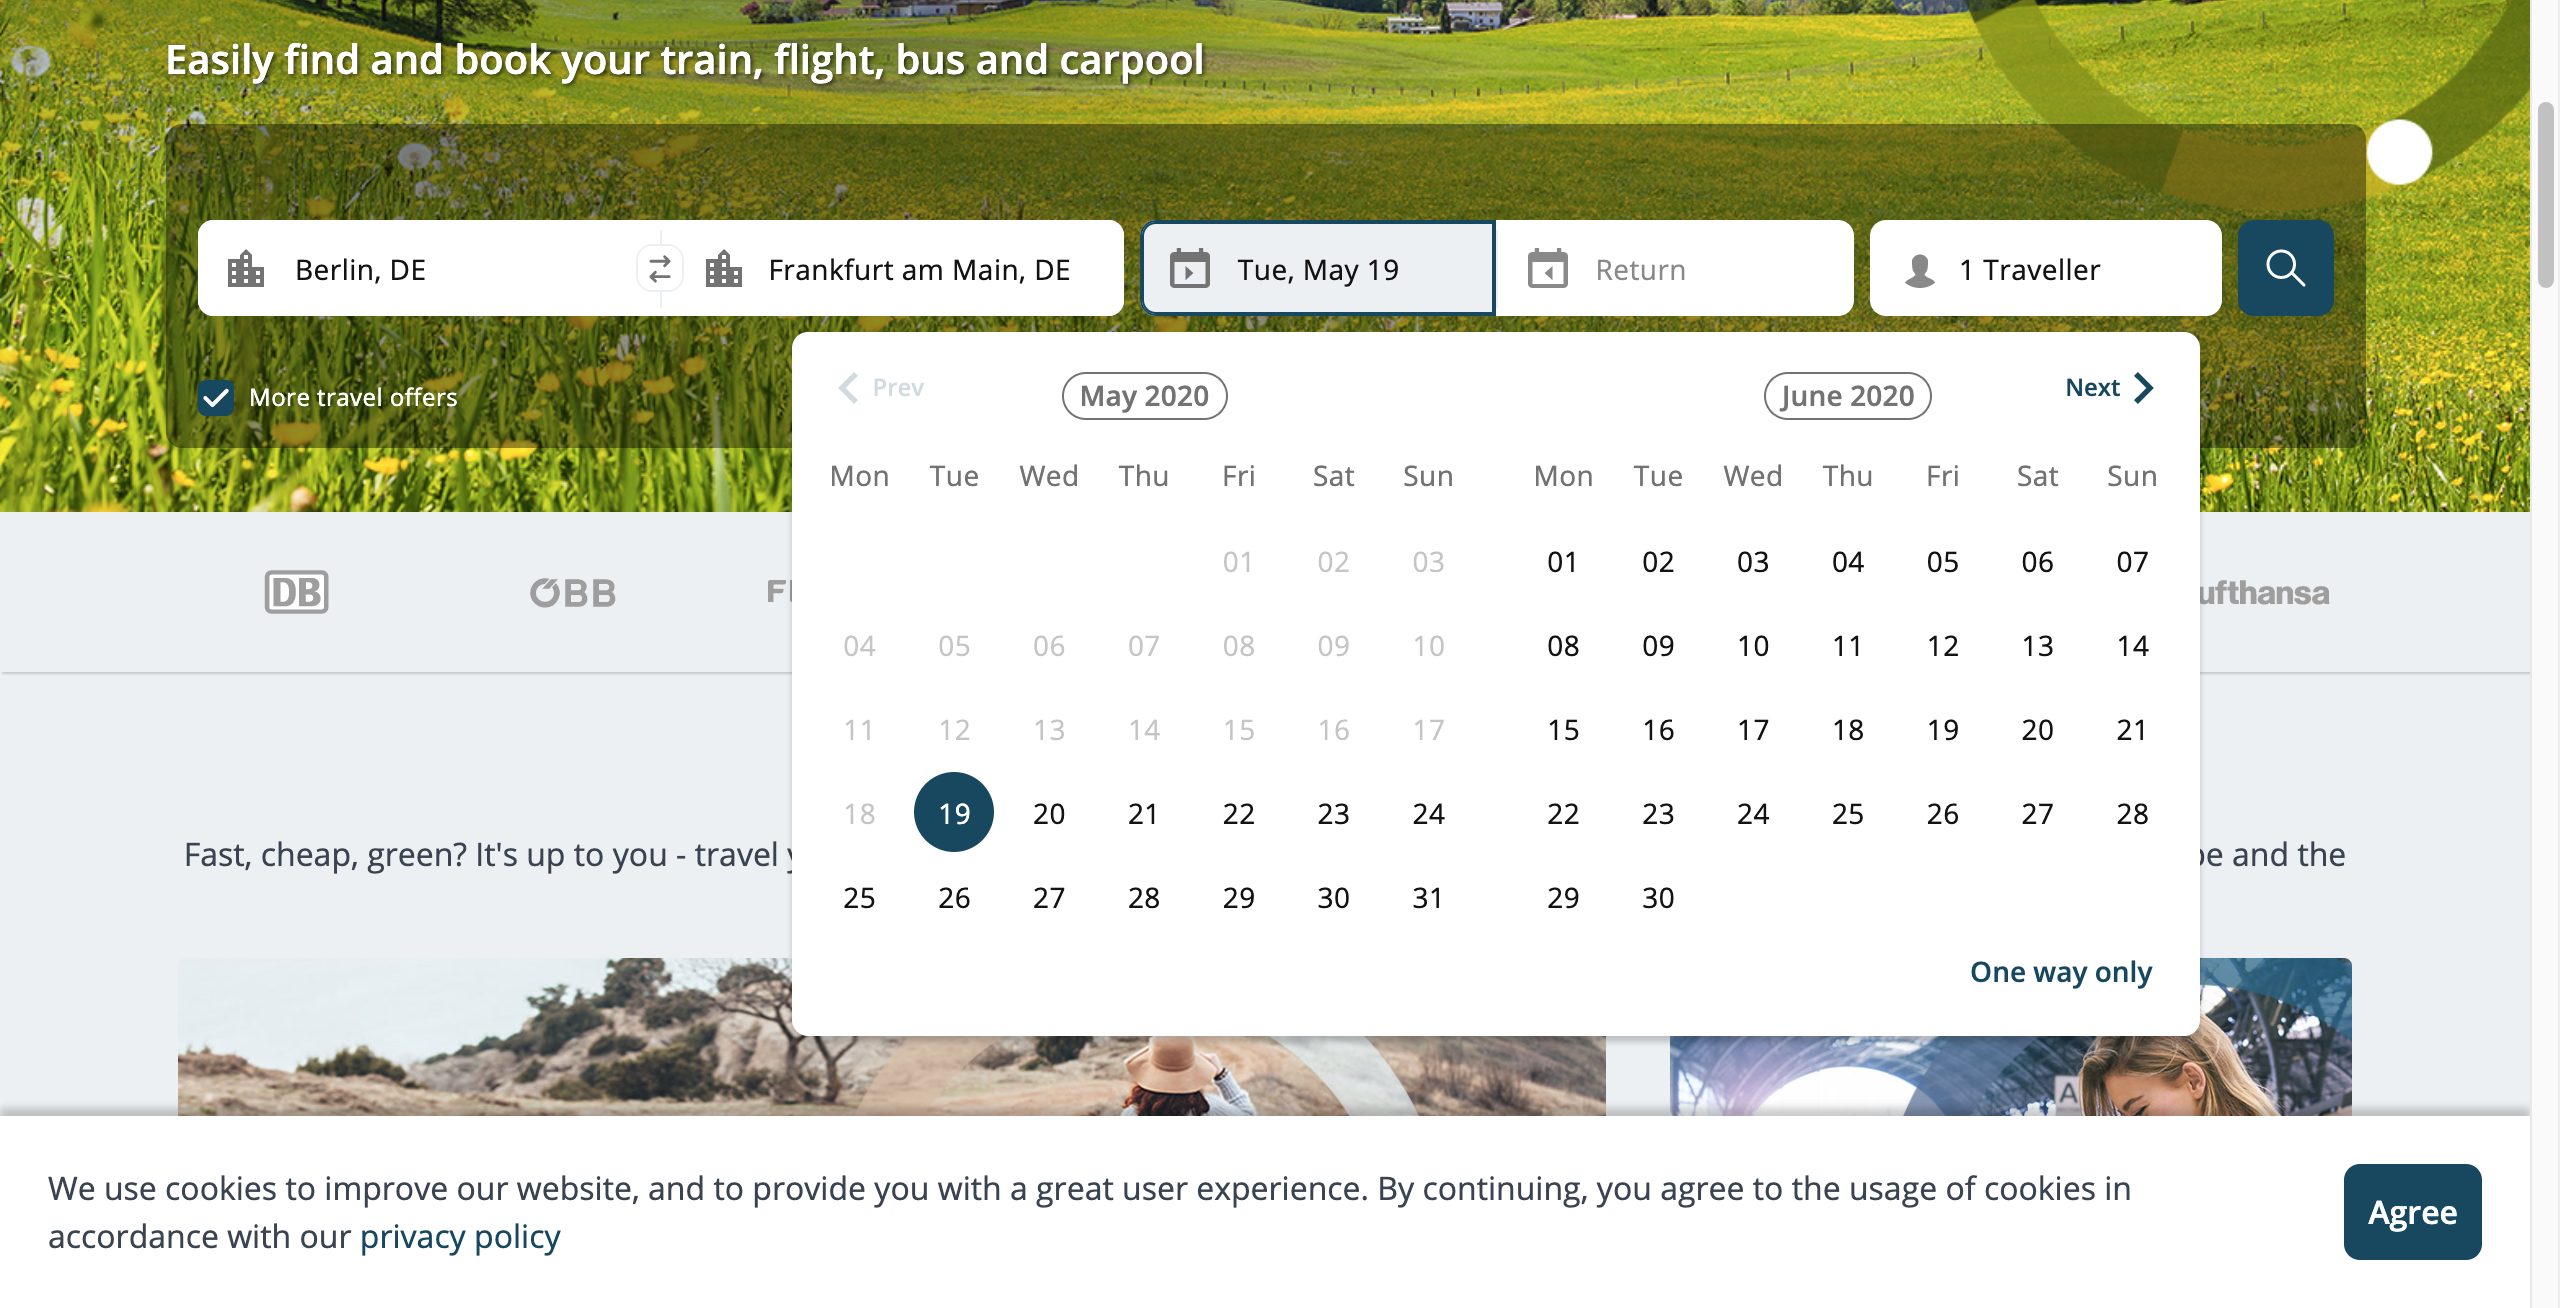 Easily find and book your train, flight, bus and carpool
Berlin, DE
Frankfurt am Main, DE
Tue, May 19
Return
1 Traveller
More travel offers
Prev
May 2020
June 2020
Next
Mon Tue Wed Thu Fri Sat Sun
01 02 03
04 05 06 07 08 09 10
11 12 13 14 15 16 17
18 19 20 21 22 23 24
25 26 27 28 29 30 31
Mon Tue Wed Thu Fri Sat Sun
01 02 03 04 05 06 07
08 09 10 11 12 13 14
15 16 17 18 19 20 21
22 23 24 25 26 27 28
29 30
One way only
DB
ÖBB
ufthansa
Fast, cheap, green? It's up to you - travel
and the
A
We use cookies to improve our website, and to provide you with a great user experience. By continuing, you agree to the usage of cookies in
accordance with our privacy policy
Agree